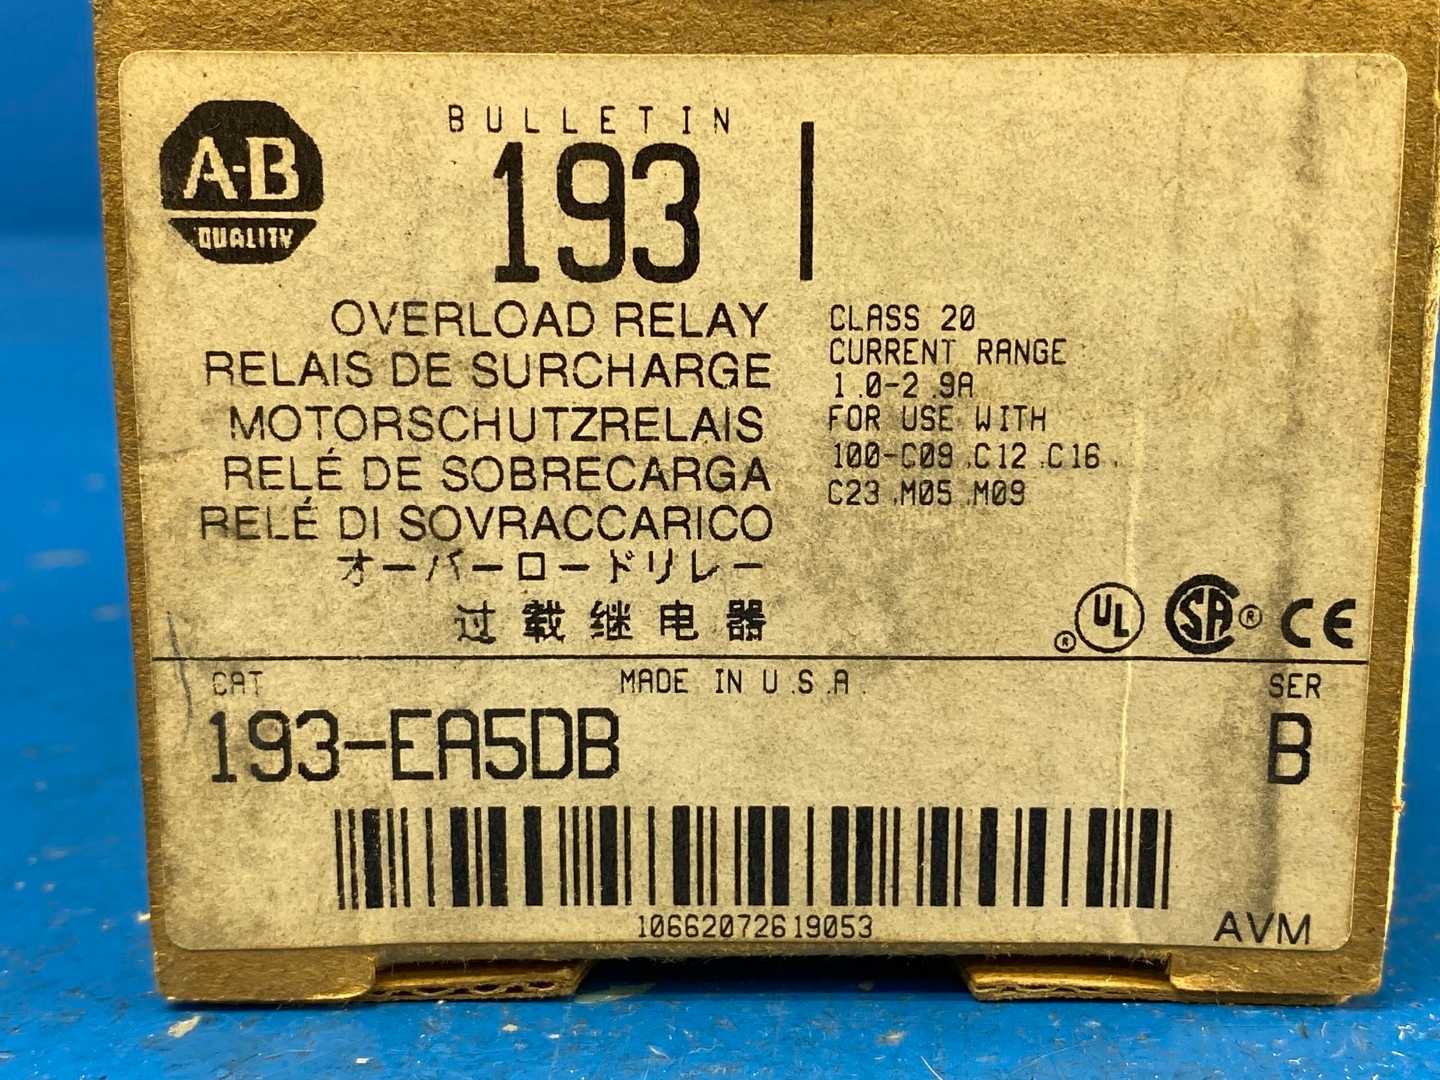 A-B
QUALITY
BULLETIN
193
OVERLOAD RELAY
RELAIS DE SURCHARGE
MOTORSCHUTZRELAIS
RELÉ DE SOBRECARGA
RELÉ DI SOVRACCARICO
オーバーロードリレー
过载继电器
CLASS 20
CURRENT RANGE
1.0-2.9A
FOR USE WITH
100-C09,C12,C16,
C23,M05,M09
® UL SA ® CE
CAT
MADE IN U.S.A.
SER
193-EA5DB
B
10662072619053
AVM